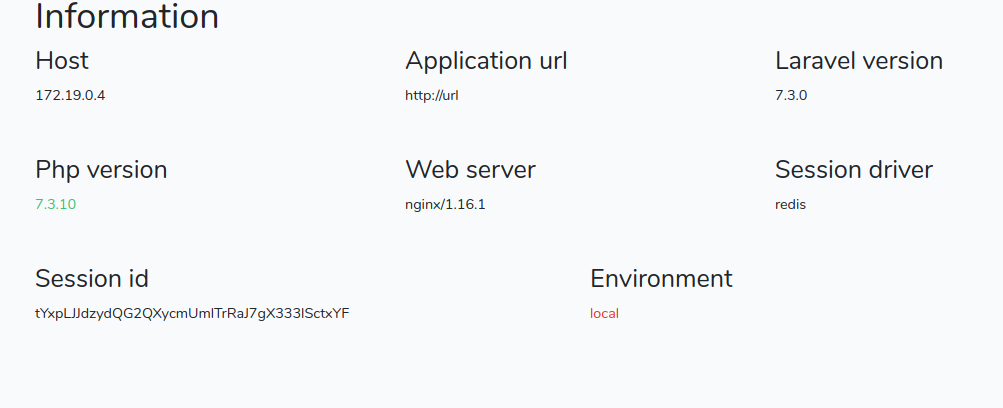 Information
Host Application url Laravel version
172.19.0.4 http://url 7.3.0
Php version Web server Session driver
7.3.10 nginx/1.16.1 redis
Session id Environment
tYxpLJJdzydQG2QXycmUmlTrRaJ7gX333lSctxYF local